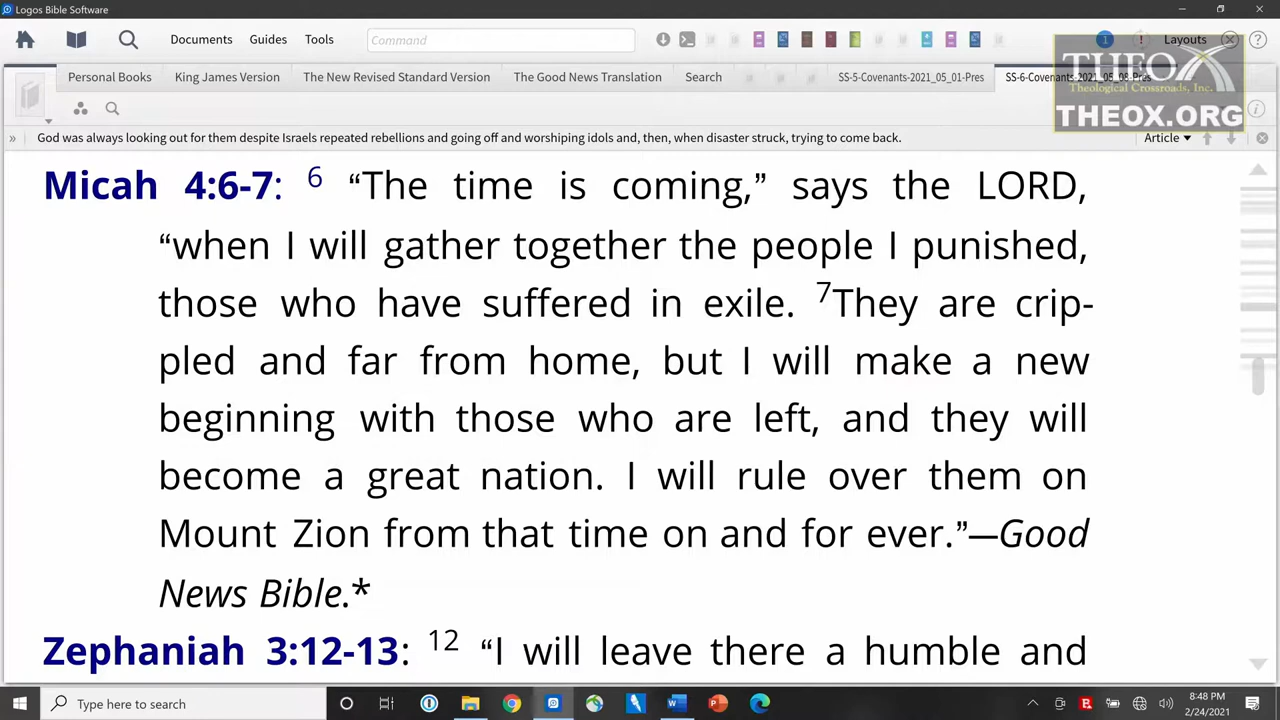 Logos Bible Software
Documents Guides Tools Command Layouts
THEOX
Theological Crossroads, Inc.
THEOX.ORG
Personal Books King James Version The New Revised Standard Version The Good News Translation Search SS-5-Covenants-2021_05_01-Pres SS-6-Covenants-2021_05_08-Pres
» God was always looking out for them despite Israels repeated rebellions and going off and worshiping idols and, then, when disaster struck, trying to come back. Article
Micah 4:6-7: 6 “The time is coming,” says the LORD,
“when I will gather together the people I punished,
those who have suffered in exile. 7They are crip-
pled and far from home, but I will make a new
beginning with those who are left, and they will
become a great nation. I will rule over them on
Mount Zion from that time on and for ever.”—Good
News Bible.*
Zephaniah 3:12-13: 12 “I will leave there a humble and
Type here to search
8:48 PM
2/24/2021